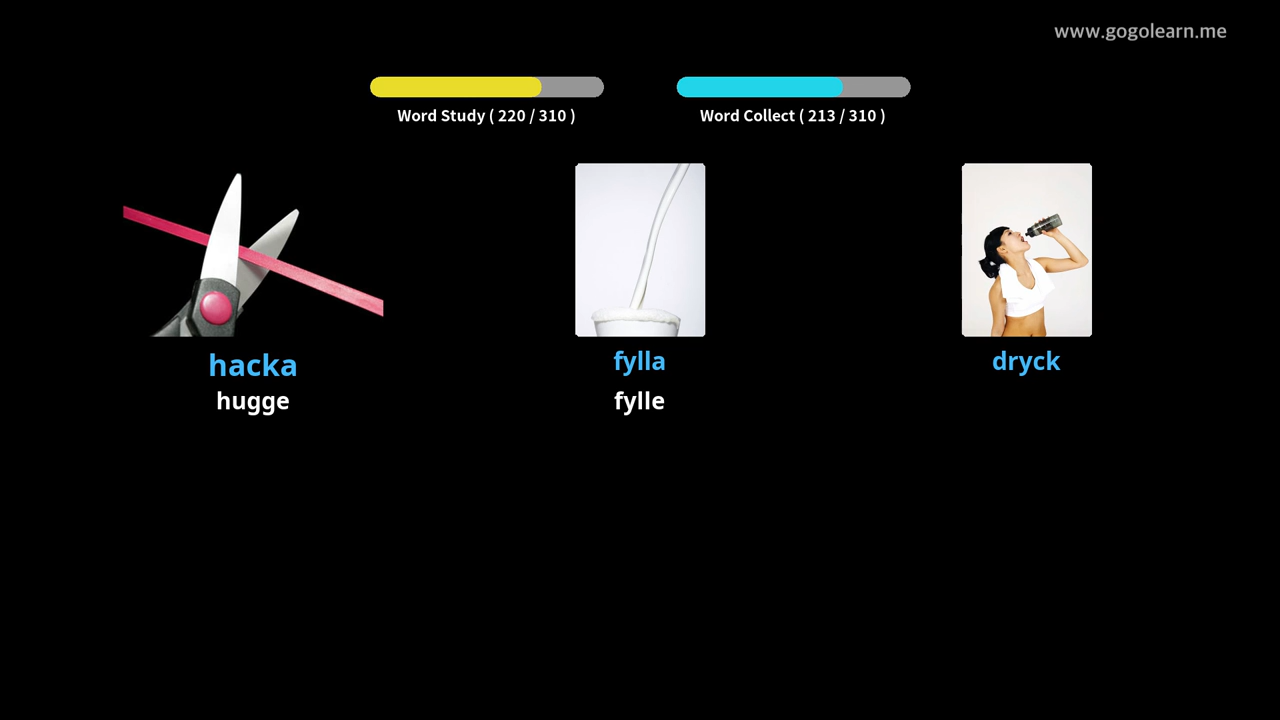 www.gogolearn.me
Word Study ( 220 / 310 )
Word Collect ( 213 / 310 )
hacka
hugge
fylla
fylle
dryck